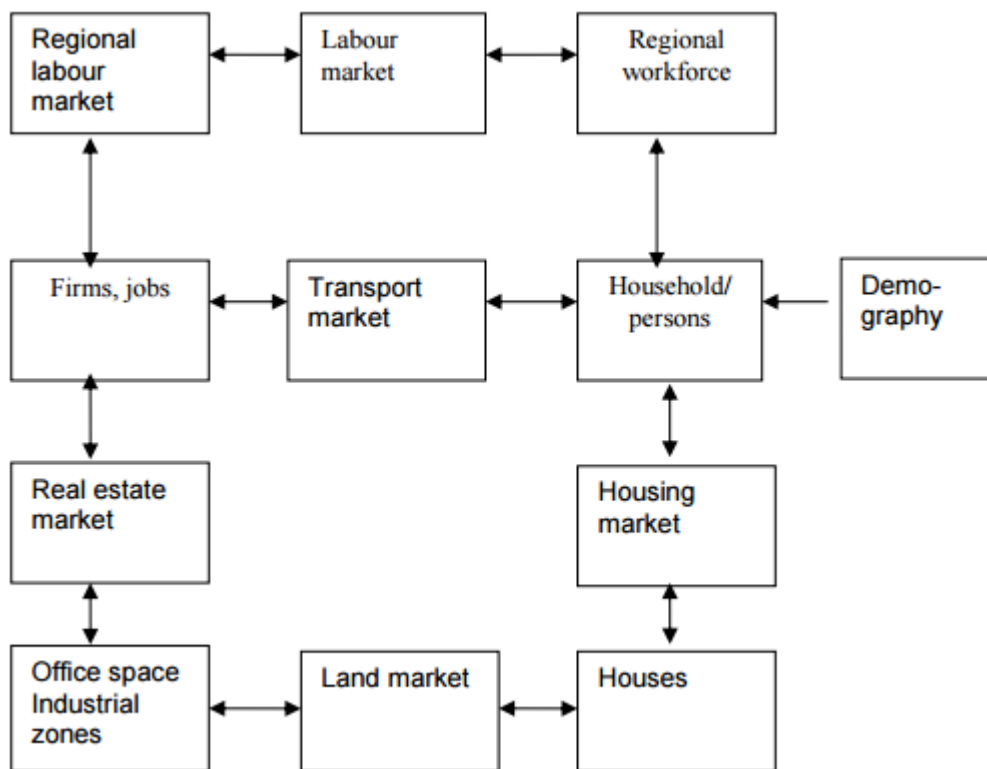 Regional
labour
market
Labour
market
Regional
workforce
Firms, jobs
Transport
market
Household/
persons
Demo-
graphy
Real estate
market
Housing
market
Office space
Industrial
zones
Land market
Houses